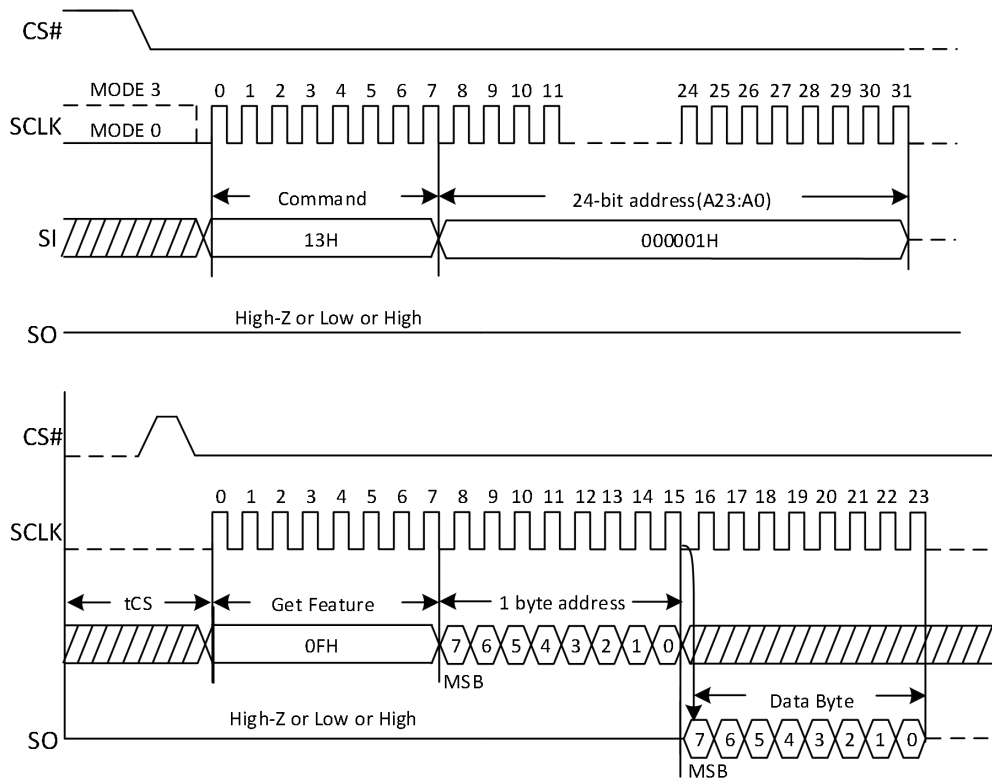 CS#
MODE 3
0 1 2 3 4 5 6 7 8 9 10 11 24 25 26 27 28 29 30 31
SCLK
MODE 0
Command
24-bit address(A23:A0)
SI
13H
000001H
High-Z or Low or High
SO
CS#
0 1 2 3 4 5 6 7 8 9 10 11 12 13 14 15 16 17 18 19 20 21 22 23
SCLK
tCS
Get Feature
1 byte address
0FH
7 6 5 4 3 2 1 0
MSB
Data Byte
High-Z or Low or High
SO
7 6 5 4 3 2 1 0
MSB